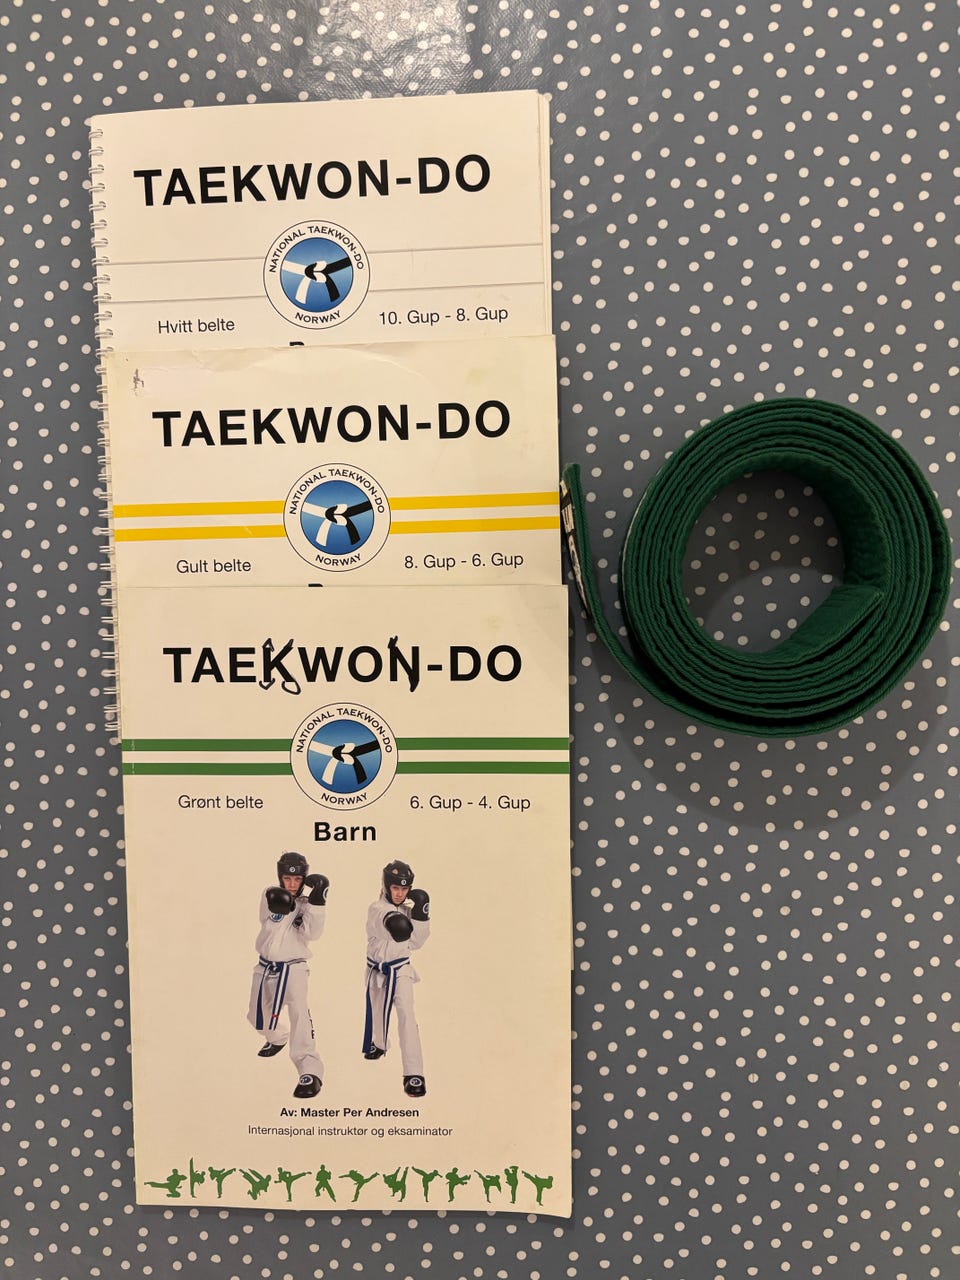 TAEKWON-DO
NATIONAL TAEKWON-DO
NORWAY
Hvitt belte
10. Gup - 8. Gup
TAEKWON-DO
NATIONAL TAEKWON-DO
NORWAY
Gult belte
8. Gup - 6. Gup
TAEKWON-DO
NATIONAL TAEKWON-DO
NORWAY
Grønt belte
6. Gup - 4. Gup
Barn
Av: Master Per Andresen
Internasjonal instruktør og eksaminator